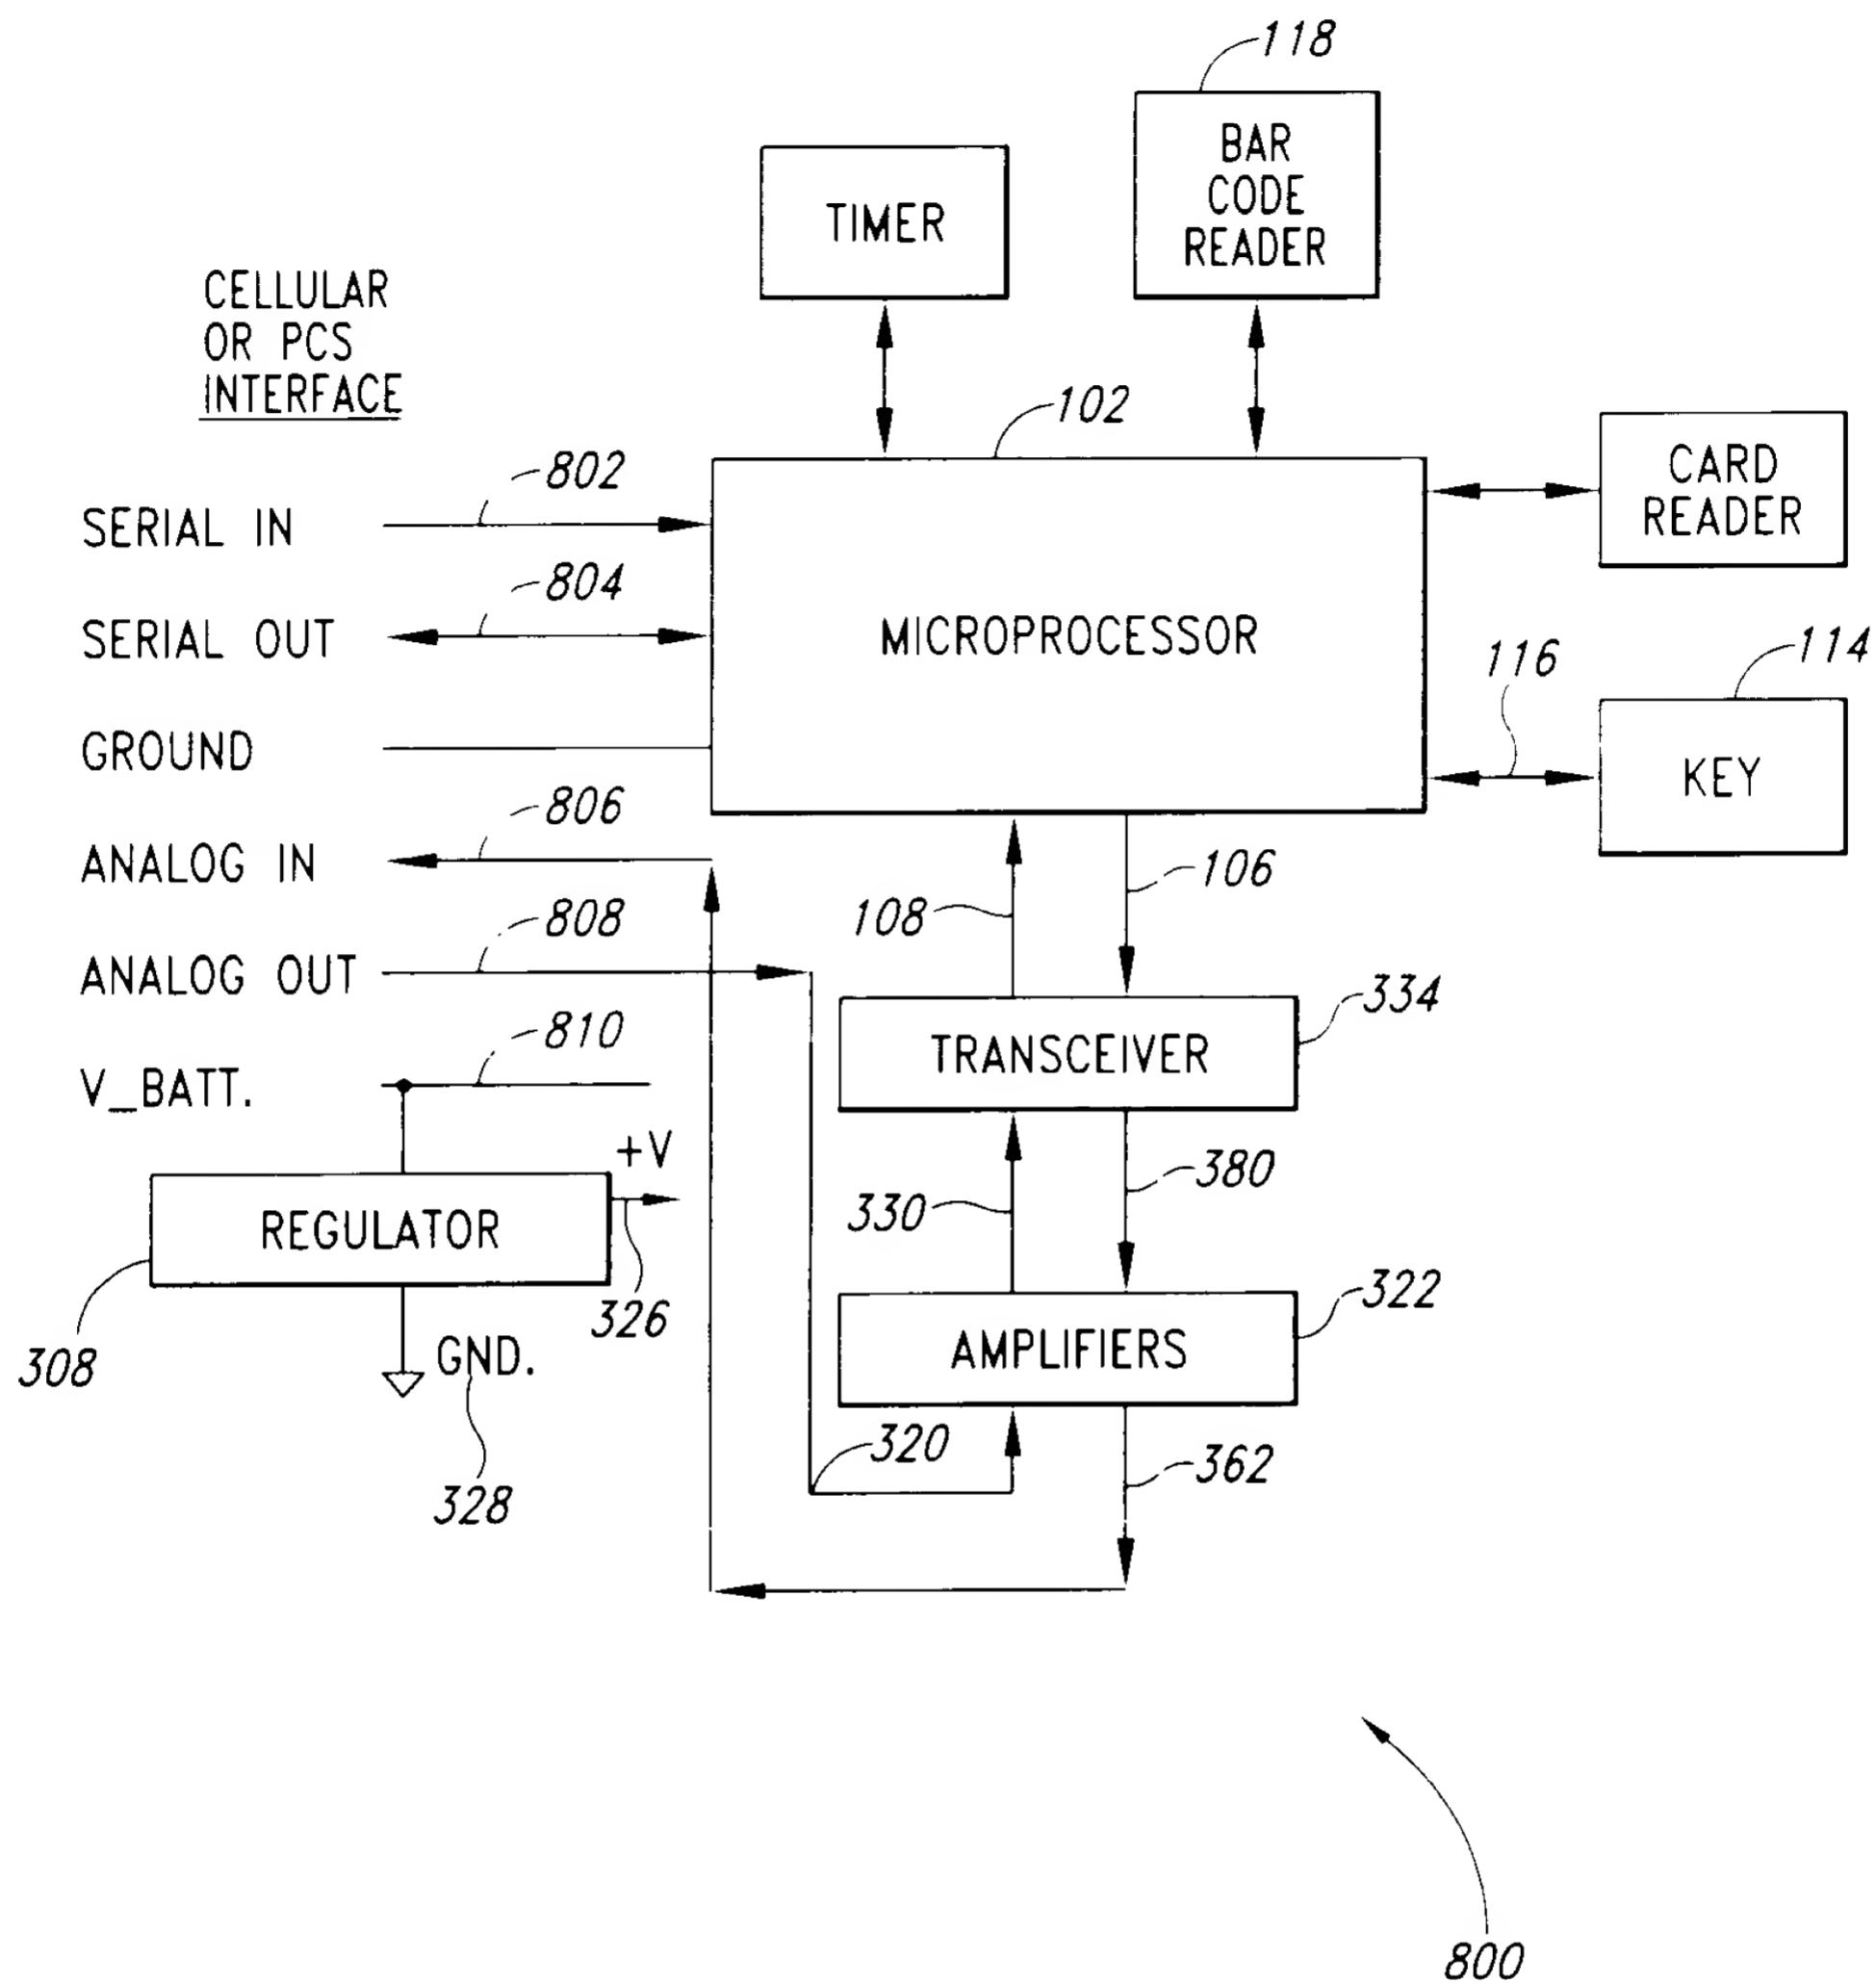 118
BAR
CODE
READER
TIMER
CELLULAR
OR PCS
INTERFACE
102
CARD
READER
802
SERIAL IN
804
SERIAL OUT
MICROPROCESSOR
116
114
GROUND
KEY
806
ANALOG IN
106
108
808
ANALOG OUT
334
810
TRANSCEIVER
V_BATT.
+V
380
330
REGULATOR
326
322
308
GND.
AMPLIFIERS
320
362
328
800